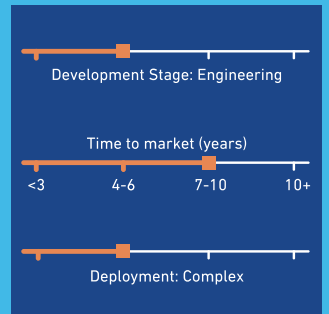 Development Stage: Engineering
Time to market (years)
<3 4-6 7-10 10+
Deployment: Complex